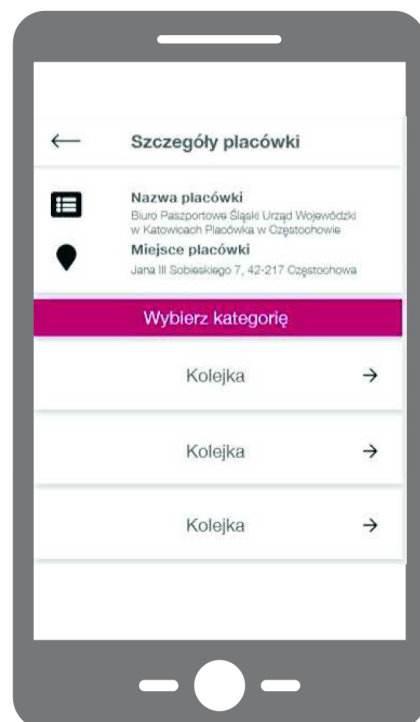 Szczegóły placówki
Nazwa placówki
Biuro Paszportowe Śląski Urząd Wojewódzki
w Katowicach Placówka w Częstochowie
Miejsce placówki
Jana III Sobieskiego 7, 42-217 Częstochowa
Wybierz kategorię
Kolejka
Kolejka
Kolejka